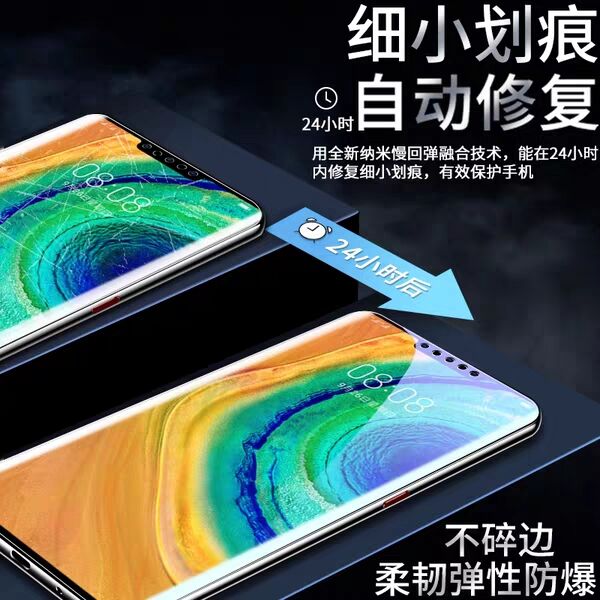 细小划痕
24小时
自动修复
用全新纳米慢回弹融合技术，能在24小时
内修复细小划痕，有效保护手机
08:08
24小时后
08:08
不碎边
柔韧弹性防爆